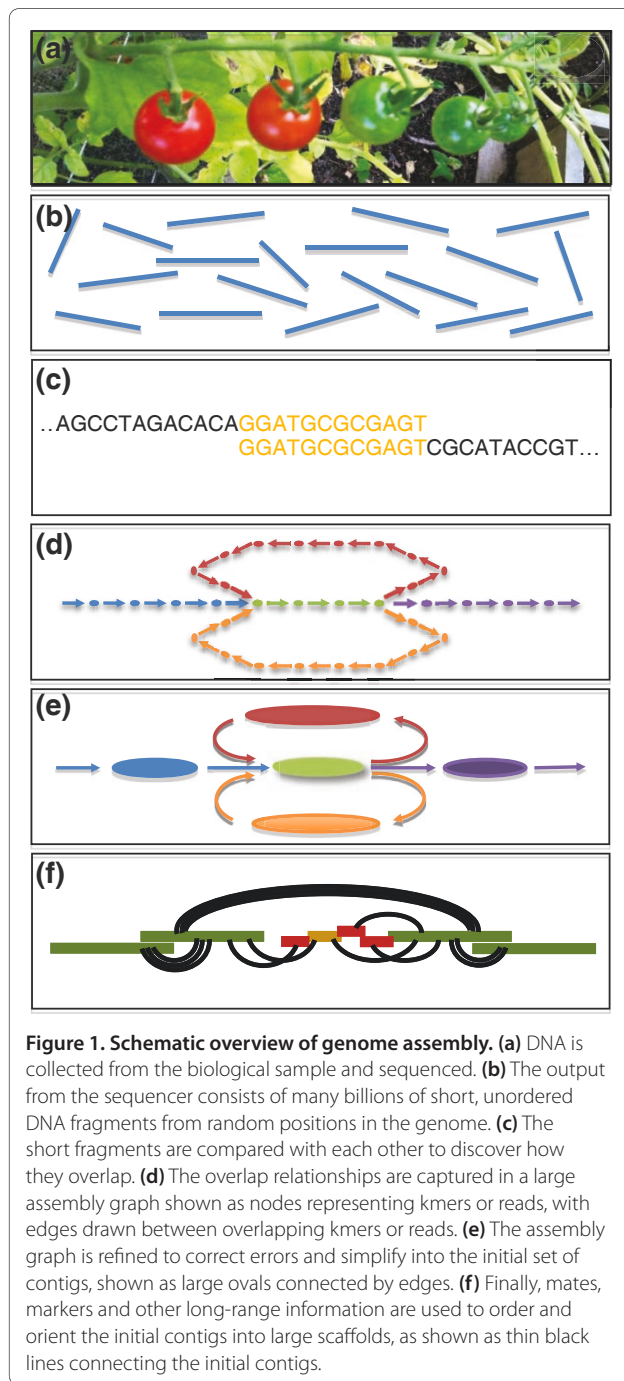 (a)
(b)
(c)
..AGCCTAGACACAGGATGCGCGAGT
GGATGCGCGAGTCGCATACCGT...
(d)
(e)
(f)
Figure 1. Schematic overview of genome assembly. (a) DNA is
collected from the biological sample and sequenced. (b) The output
from the sequencer consists of many billions of short, unordered
DNA fragments from random positions in the genome. (c) The
short fragments are compared with each other to discover how
they overlap. (d) The overlap relationships are captured in a large
assembly graph shown as nodes representing kmers or reads, with
edges drawn between overlapping kmers or reads. (e) The assembly
graph is refined to correct errors and simplify into the initial set of
contigs, shown as large ovals connected by edges. (f) Finally, mates,
markers and other long-range information are used to order and
orient the initial contigs into large scaffolds, as shown as thin black
lines connecting the initial contigs.